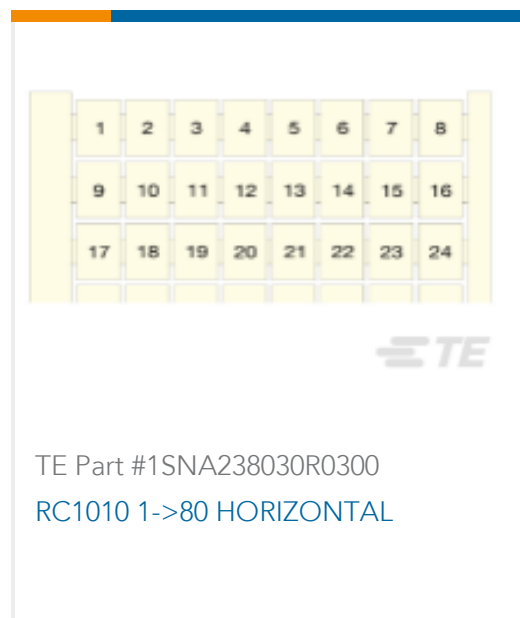 1 2 3 4 5 6 7 8
9 10 11 12 13 14 15 16
17 18 19 20 21 22 23 24
TE
TE Part #1SNA238030R0300
RC1010 1->80 HORIZONTAL